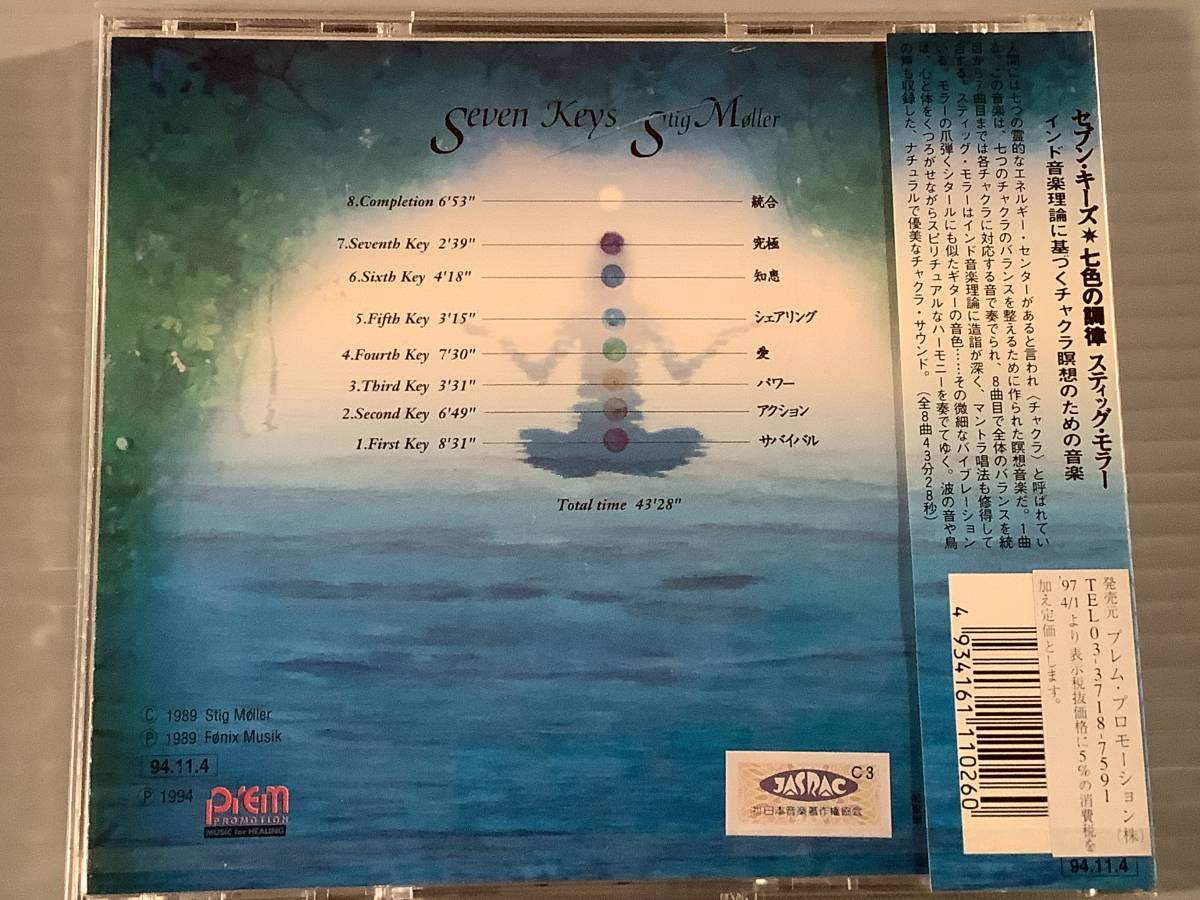 Seven Keys Stig Møller
8.Completion 6'53" 統合
7.Seventh Key 2'39" 究極
6.Sixth Key 4'18" 知恵
5.Fifth Key 3'15" シェアリング
4.Fourth Key 7'30" 愛
3.Third Key 3'31" パワー
2.Second Key 6'49" アクション
1.First Key 8'31" サバイバル
Total time 43'28"
Ⓒ 1989 Stig Møller
Ⓟ 1989 Fønix Musik
94.11.4
Ⓟ 1994 PREM
PROMOTION
MUSIC for HEALING
JASRAC C3
日本音楽著作権協会
セブン・キーズ✴七色の調律 スティッグ・モラー
インド音楽理論に基づくチャクラ瞑想のための音楽
人間には七つの霊的なエネルギー・センターがあると言われ〈チャクラ〉と呼ばれてい
る。この音楽は、七つのチャクラのバランスを整えるために作られた瞑想音楽だ。1曲
目から7曲目までは各チャクラに対応する音で奏でられ、8曲目で全体のバランスを統
合する。スティッグ・モラーはインド音楽理論に造詣が深く、マントラ唱法も修得して
いる。モラーの爪弾くシタールにも似たギターの音色……その微細なバイブレーション
は、心と体をくつろがせながらスピリチュアルなハーモニーを奏でてゆく。波の音や鳥
の声も収録した、ナチュラルで優美なチャクラ・サウンド。（全8曲43分28秒）
発売元 プレム・プロモーション（株）
TEL03-3718-7591
'97 4/1より表示税抜価格に5%の消費税を
加え定価とします。
4 934161 110260
94.11.4